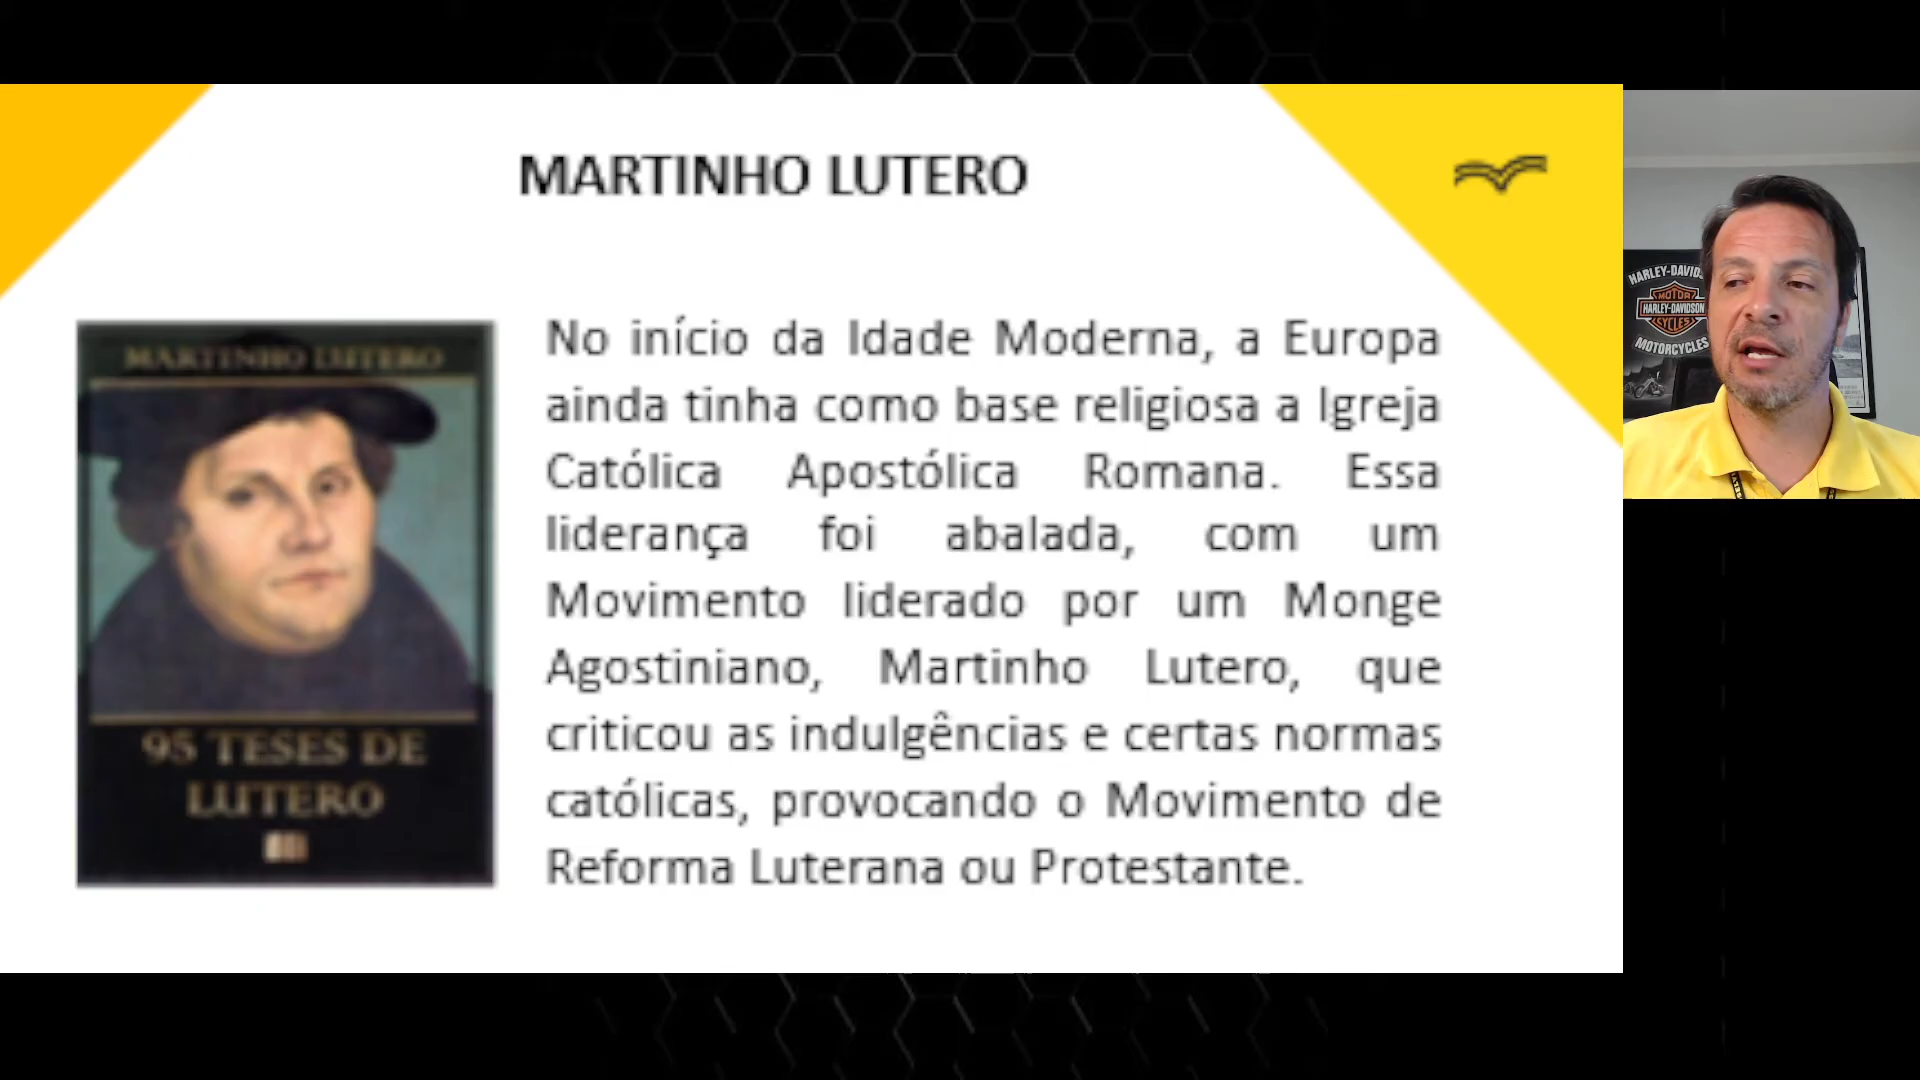 MARTINHO LUTERO
MARTINHO LUTERO
95 TESES DE
LUTERO
No início da Idade Moderna, a Europa
ainda tinha como base religiosa a Igreja
Católica Apostólica Romana. Essa
liderança foi abalada, com um
Movimento liderado por um Monge
Agostiniano, Martinho Lutero, que
criticou as indulgências e certas normas
católicas, provocando o Movimento de
Reforma Luterana ou Protestante.
HARLEY-DAVIDS
MOTOR
HARLEY-DAVIDSON
CYCLES
MOTORCYCLES